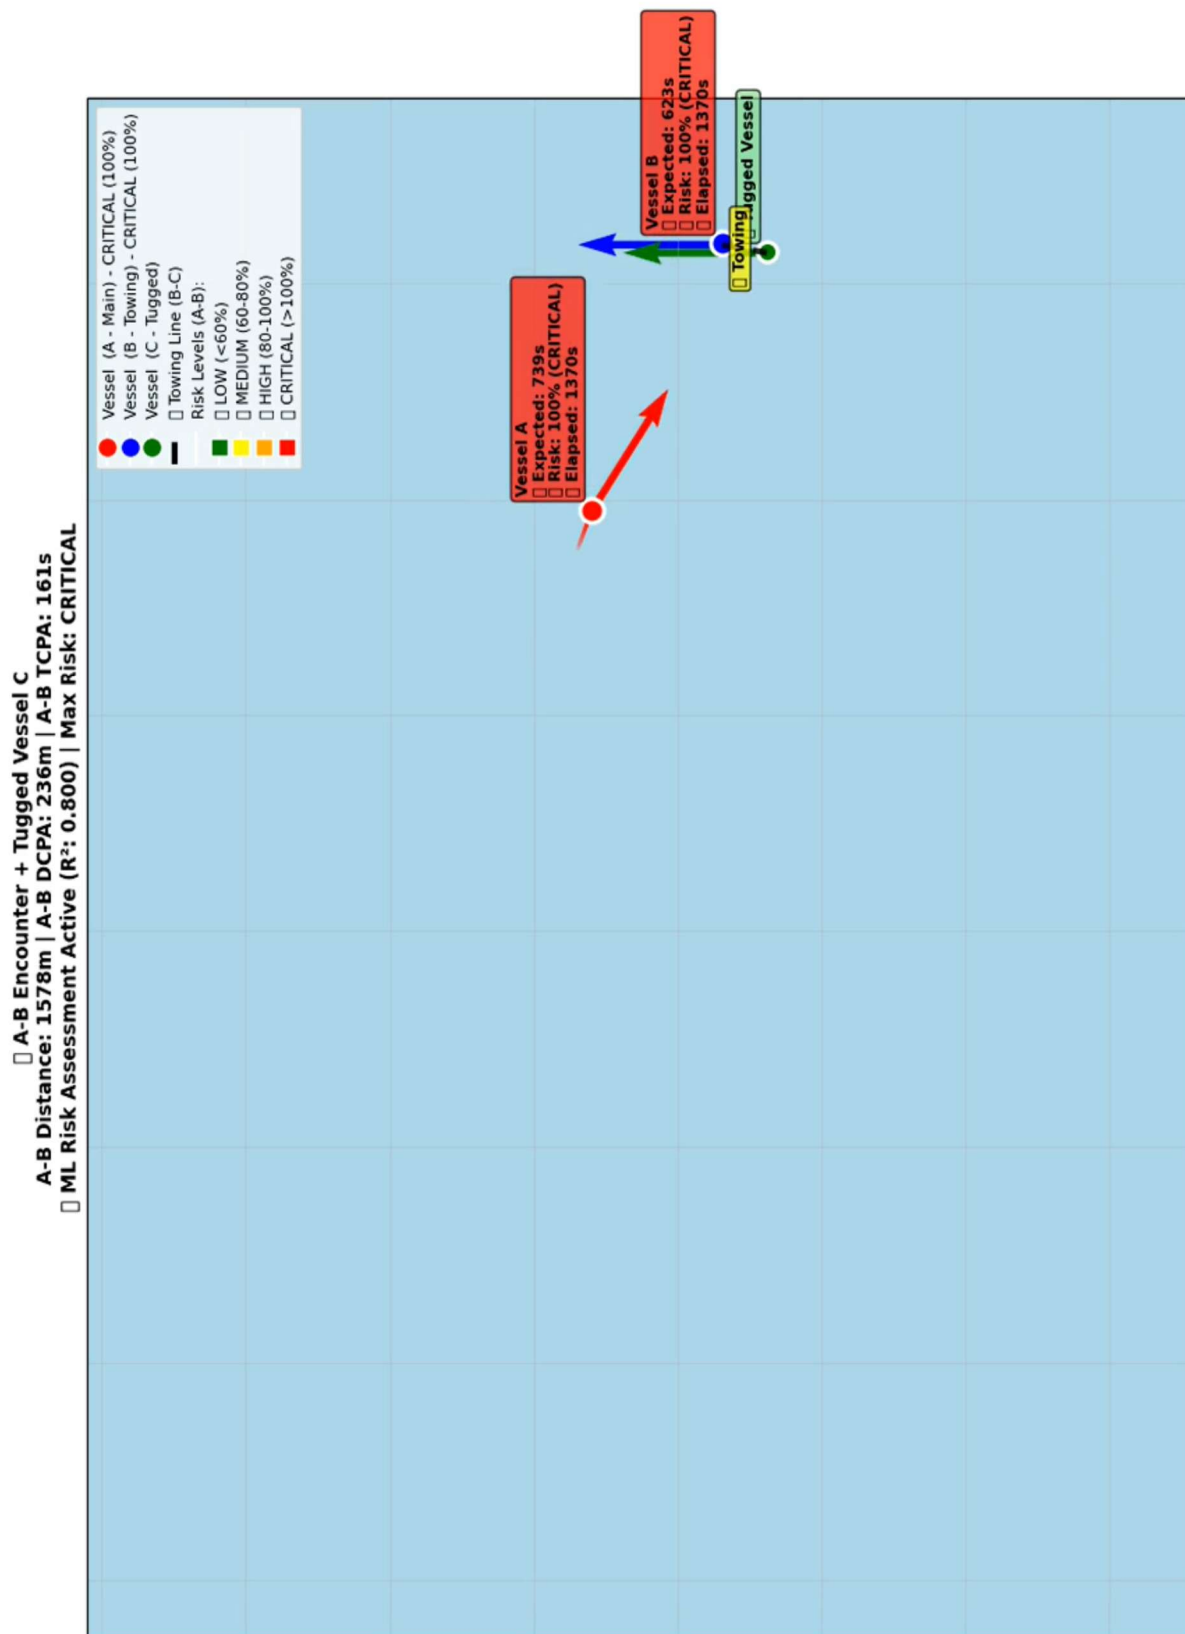 A-B Encounter + Tugged Vessel C
A-B Distance: 1578m | A-B DCPA: 236m | A-B TCPA: 161s
ML Risk Assessment Active (R²: 0.800) | Max Risk: CRITICAL
Vessel (A - Main) - CRITICAL (100%)
Vessel (B - Towing) - CRITICAL (100%)
Vessel (C - Tugged)
Towing Line (B-C)
Risk Levels (A-B):
LOW (<60%)
MEDIUM (60-80%)
HIGH (80-100%)
CRITICAL (>100%)
Vessel A
Expected: 739s
Risk: 100% (CRITICAL)
Elapsed: 1370s
Vessel B
Expected: 623s
Risk: 100% (CRITICAL)
Elapsed: 1370s
Towing
Vessel